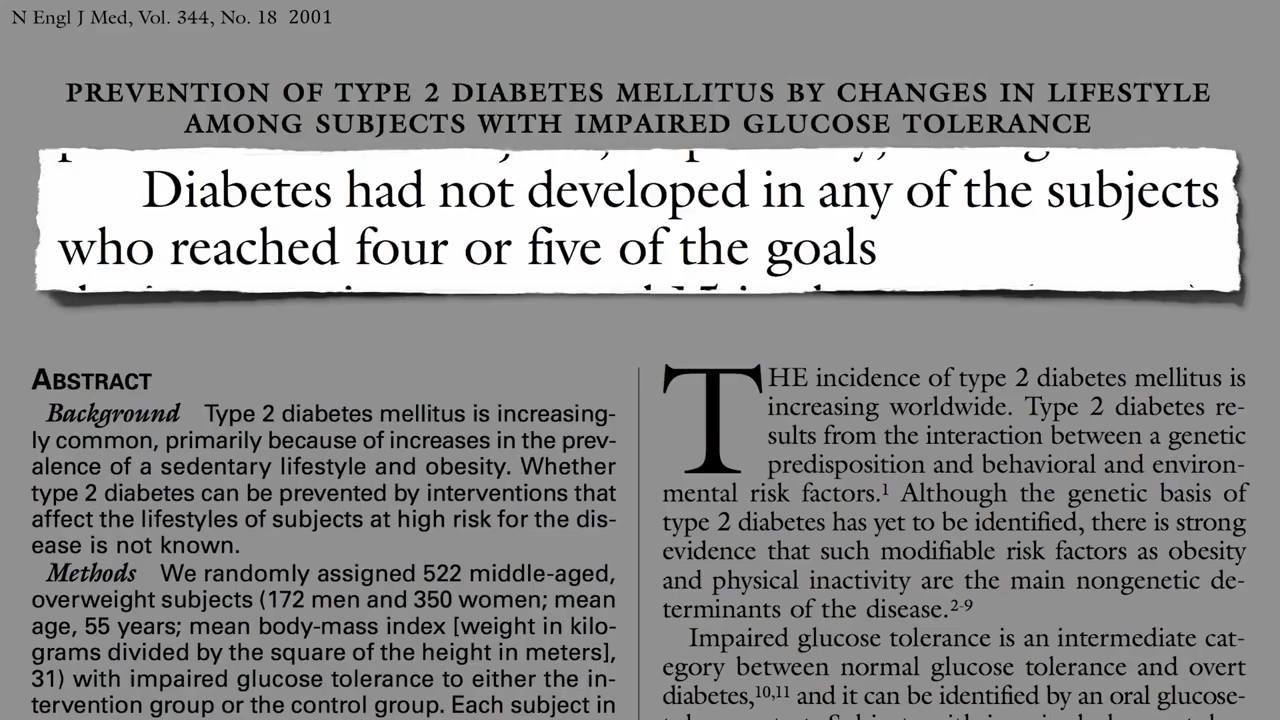 N Engl J Med, Vol. 344, No. 18 2001
PREVENTION OF TYPE 2 DIABETES MELLITUS BY CHANGES IN LIFESTYLE
AMONG SUBJECTS WITH IMPAIRED GLUCOSE TOLERANCE
Diabetes had not developed in any of the subjects
who reached four or five of the goals
ABSTRACT
Background Type 2 diabetes mellitus is increasing-
ly common, primarily because of increases in the prev-
alence of a sedentary lifestyle and obesity. Whether
type 2 diabetes can be prevented by interventions that
affect the lifestyles of subjects at high risk for the dis-
ease is not known.
Methods We randomly assigned 522 middle-aged,
overweight subjects (172 men and 350 women; mean
age, 55 years; mean body-mass index [weight in kilo-
grams divided by the square of the height in meters],
31) with impaired glucose tolerance to either the in-
tervention group or the control group. Each subject in
THE incidence of type 2 diabetes mellitus is
increasing worldwide. Type 2 diabetes re-
sults from the interaction between a genetic
predisposition and behavioral and environ-
mental risk factors.¹ Although the genetic basis of
type 2 diabetes has yet to be identified, there is strong
evidence that such modifiable risk factors as obesity
and physical inactivity are the main nongenetic de-
terminants of the disease.²⁻⁹
Impaired glucose tolerance is an intermediate cat-
egory between normal glucose tolerance and overt
diabetes,¹⁰,¹¹ and it can be identified by an oral glucose-